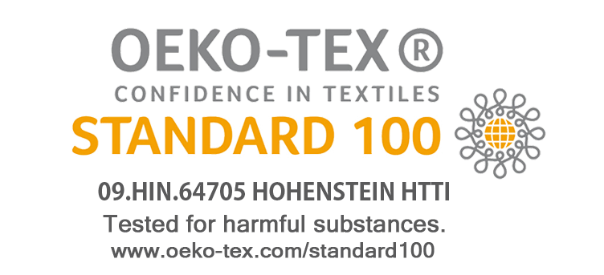 OEKO-TEX®
CONFIDENCE IN TEXTILES
STANDARD 100
09.HIN.64705 HOHENSTEIN HTTI
Tested for harmful substances.
www.oeko-tex.com/standard100